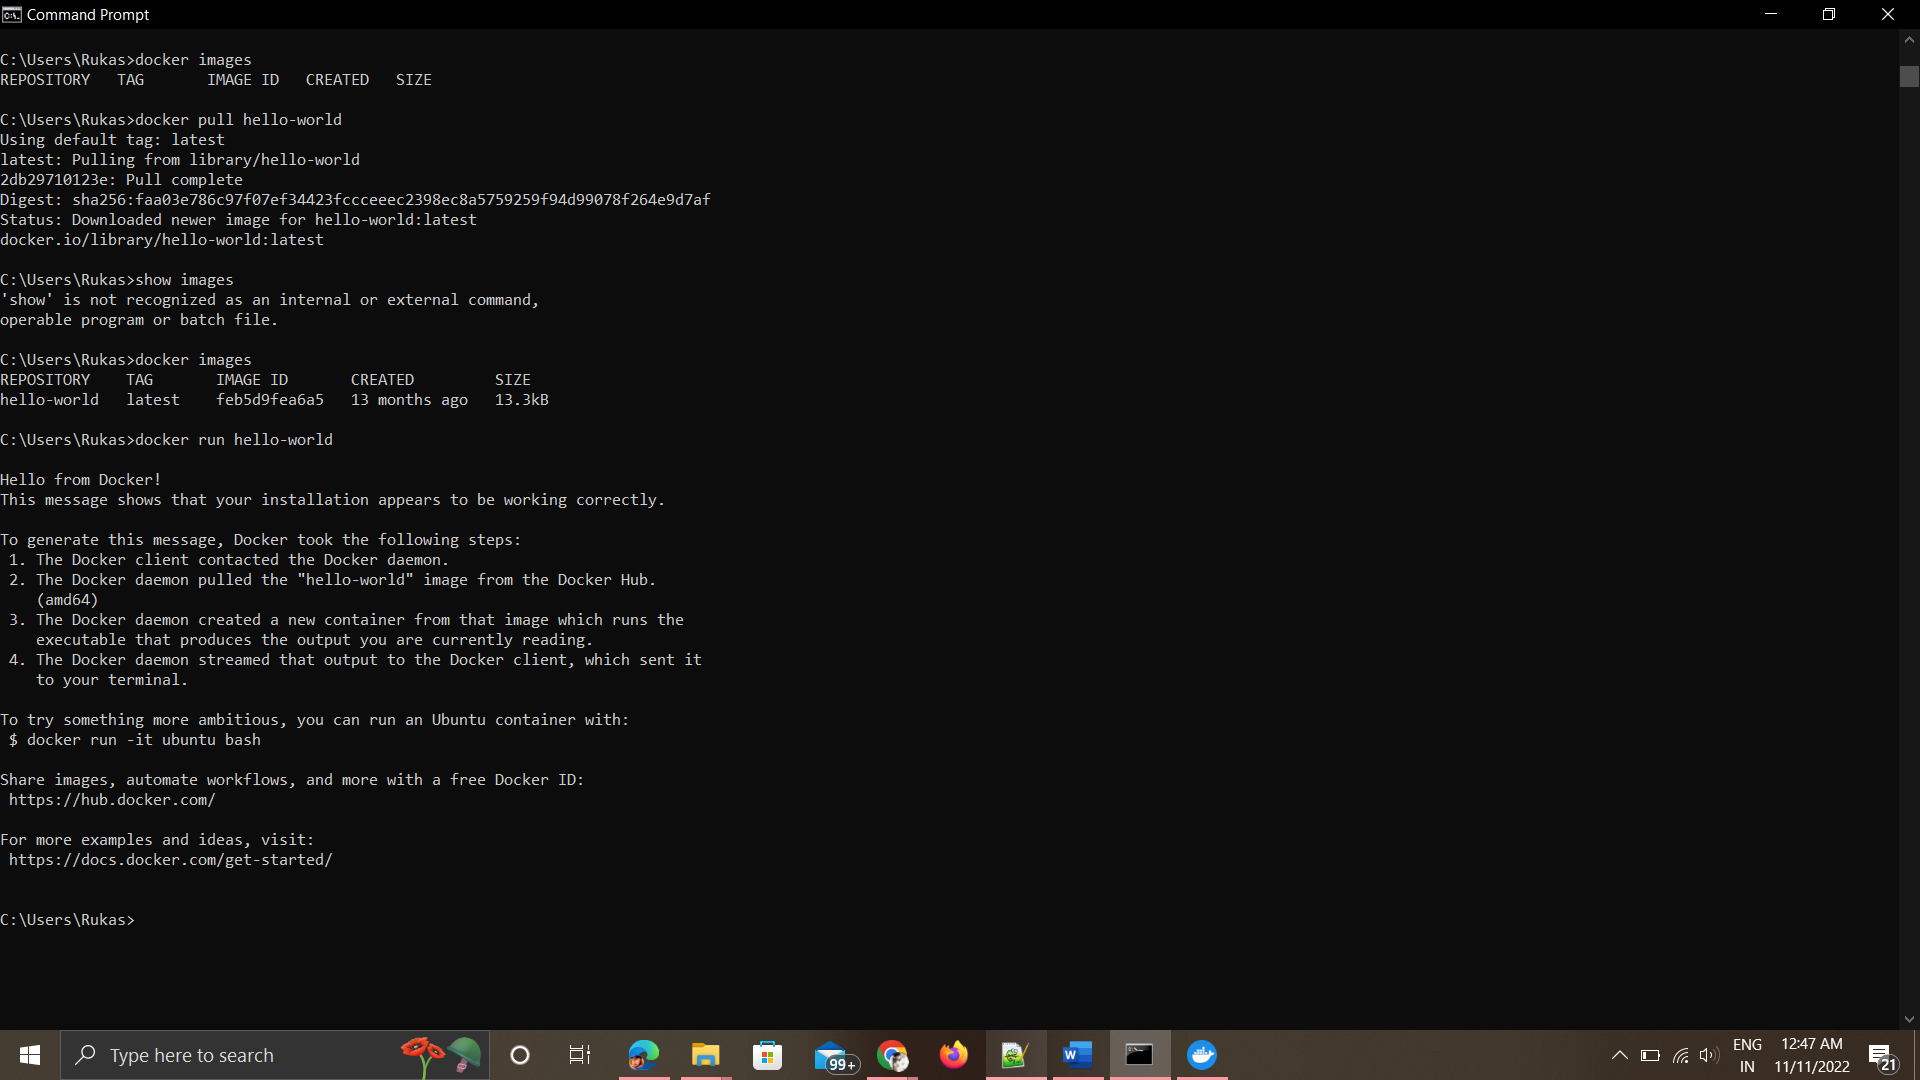 Command Prompt
C:\Users\Rukas>docker images
REPOSITORY   TAG       IMAGE ID   CREATED   SIZE
C:\Users\Rukas>docker pull hello-world
Using default tag: latest
latest: Pulling from library/hello-world
2db29710123e: Pull complete
Digest: sha256:faa03e786c97f07ef34423fccceeec2398ec8a5759259f94d99078f264e9d7af
Status: Downloaded newer image for hello-world:latest
docker.io/library/hello-world:latest
C:\Users\Rukas>show images
'show' is not recognized as an internal or external command,
operable program or batch file.
C:\Users\Rukas>docker images
REPOSITORY    TAG       IMAGE ID       CREATED         SIZE
hello-world   latest    feb5d9fea6a5   13 months ago   13.3kB
C:\Users\Rukas>docker run hello-world
Hello from Docker!
This message shows that your installation appears to be working correctly.
To generate this message, Docker took the following steps:
1. The Docker client contacted the Docker daemon.
2. The Docker daemon pulled the "hello-world" image from the Docker Hub.
(amd64)
3. The Docker daemon created a new container from that image which runs the
executable that produces the output you are currently reading.
4. The Docker daemon streamed that output to the Docker client, which sent it
to your terminal.
To try something more ambitious, you can run an Ubuntu container with:
$ docker run -it ubuntu bash
Share images, automate workflows, and more with a free Docker ID:
https://hub.docker.com/
For more examples and ideas, visit:
https://docs.docker.com/get-started/
C:\Users\Rukas>
Type here to search
99+
ENG
IN
12:47 AM
11/11/2022
21